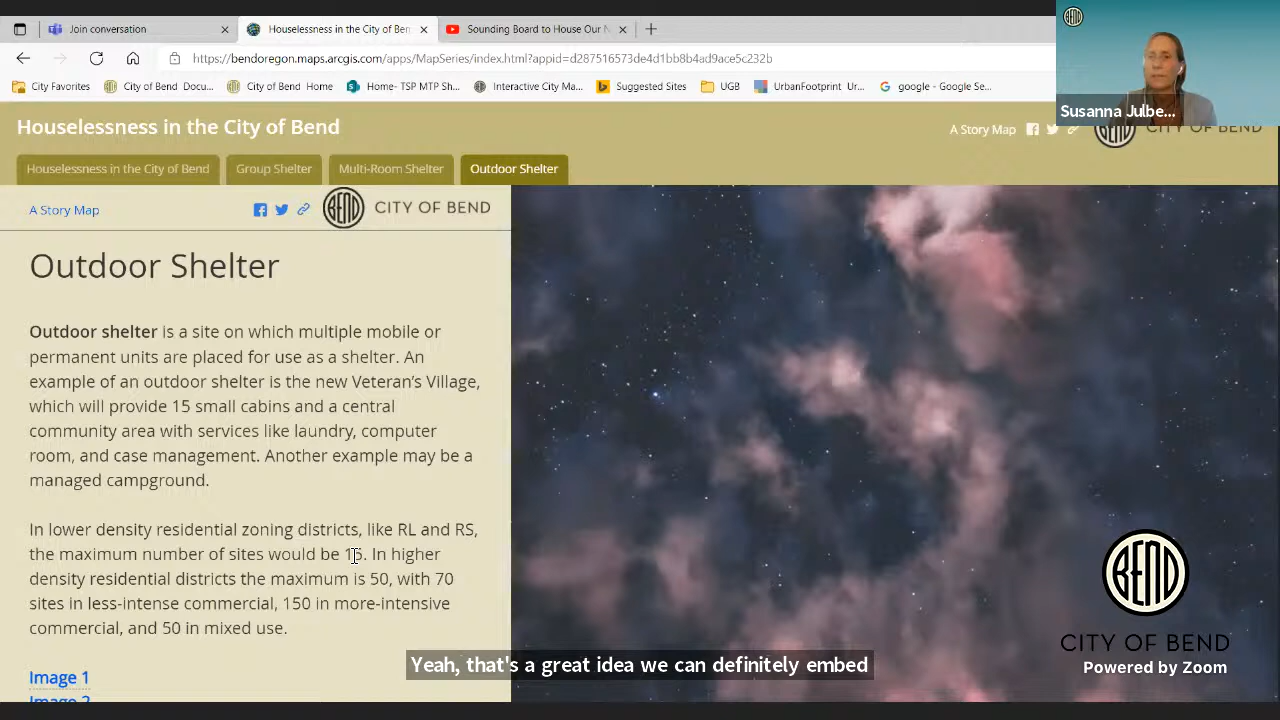 Join conversation
Houselessness in the City of Ben
Sounding Board to House Our N
https://bendoregon.maps.arcgis.com/apps/MapSeries/index.html?appid=d287516573de4d1bb8b4ad9ace5c232b
City Favorites
City of Bend Docu...
City of Bend Home
Home- TSP MTP Sh...
Interactive City Ma...
Suggested Sites
UGB
UrbanFootprint Ur...
google - Google Se...
BEND
Susanna Julbe...
Houselessness in the City of Bend
A Story Map
CITY OF BEND
Houselessness in the City of Bend
Group Shelter
Multi-Room Shelter
Outdoor Shelter
A Story Map
BEND
CITY OF BEND
Outdoor Shelter
Outdoor shelter is a site on which multiple mobile or
permanent units are placed for use as a shelter. An
example of an outdoor shelter is the new Veteran's Village,
which will provide 15 small cabins and a central
community area with services like laundry, computer
room, and case management. Another example may be a
managed campground.
In lower density residential zoning districts, like RL and RS,
the maximum number of sites would be 15. In higher
density residential districts the maximum is 50, with 70
sites in less-intense commercial, 150 in more-intensive
commercial, and 50 in mixed use.
Image 1
Image 2
BEND
CITY OF BEND
Powered by Zoom
Yeah, that's a great idea we can definitely embed